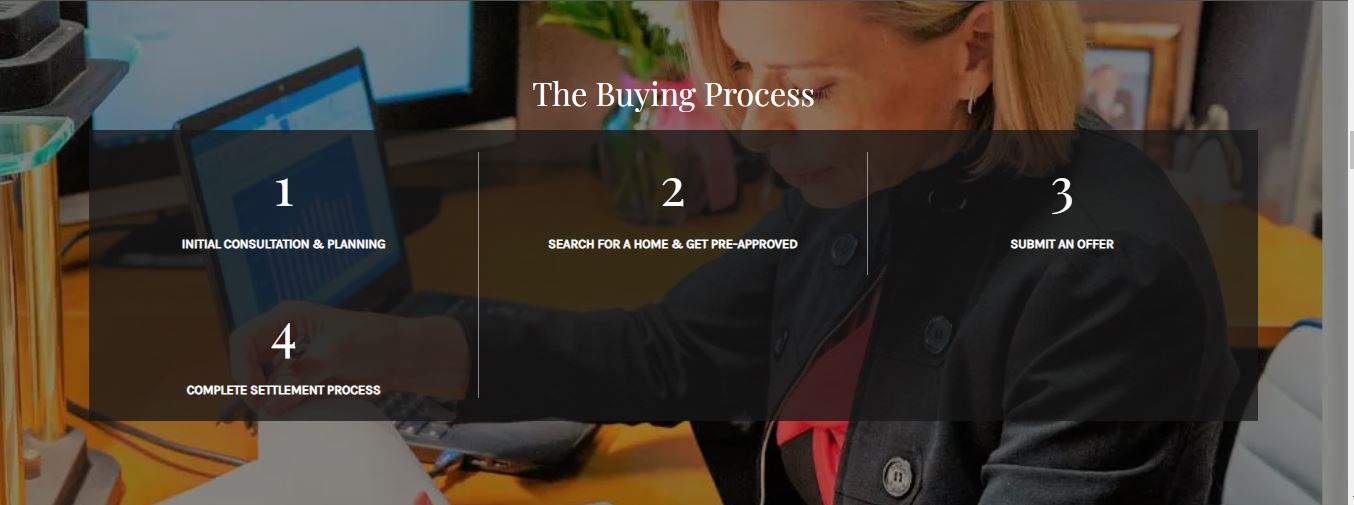 The Buying Process
1
INITIAL CONSULTATION & PLANNING
2
SEARCH FOR A HOME & GET PRE-APPROVED
3
SUBMIT AN OFFER
4
COMPLETE SETTLEMENT PROCESS